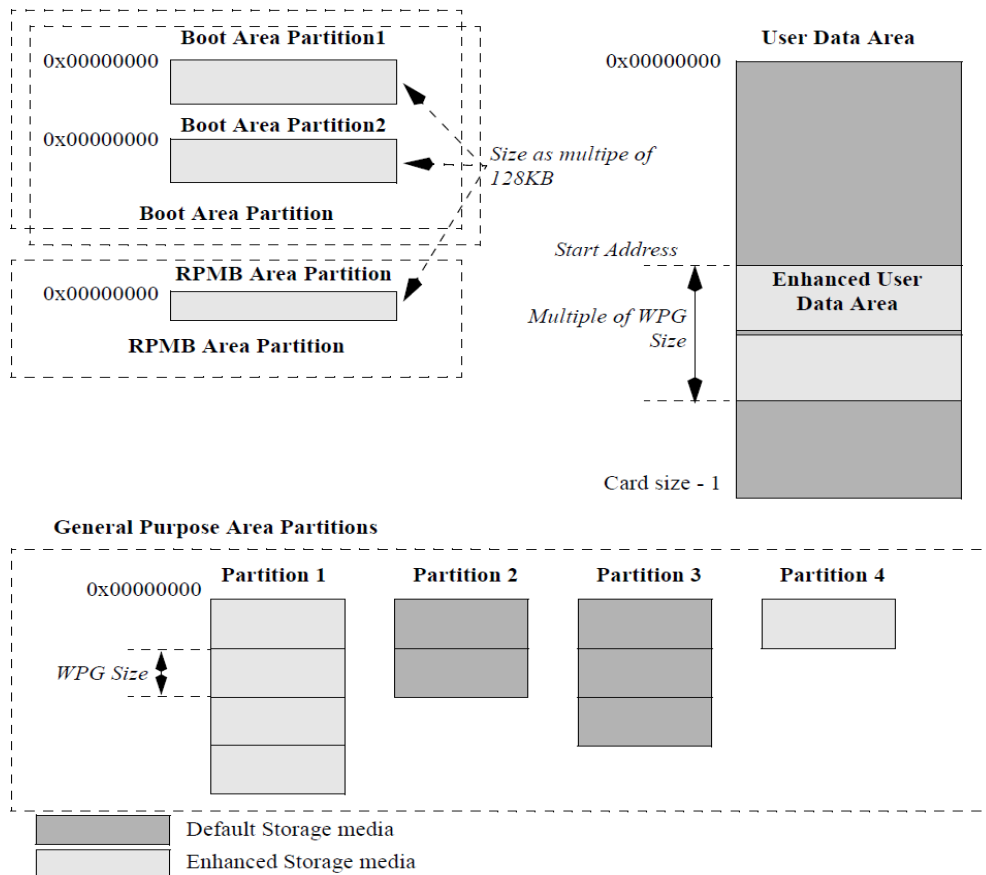 Boot Area Partition1
0x00000000
Boot Area Partition2
0x00000000
Size as multipe of
128KB
Boot Area Partition
RPMB Area Partition
0x00000000
RPMB Area Partition
User Data Area
0x00000000
Start Address
Enhanced User
Data Area
Multiple of WPG
Size
Card size - 1
General Purpose Area Partitions
0x00000000
Partition 1
Partition 2
Partition 3
Partition 4
WPG Size
Default Storage media
Enhanced Storage media